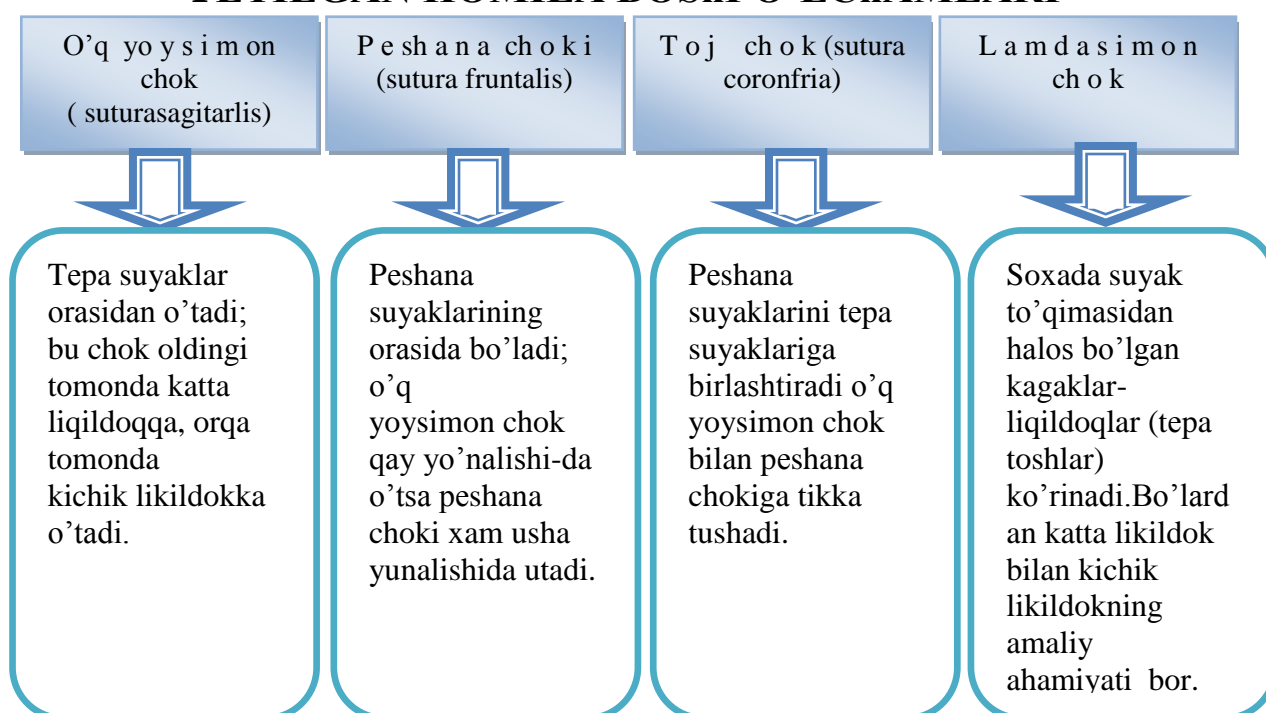 YETILGAN HOMILA BOShI O’LChAMLARI
O’q yo y s i m on
chok
( suturasagitarlis)
P e sh a n a ch o k i
(sutura fruntalis)
T o j ch o k (sutura
coronfria)
L a m d a s i m o n
ch o k
Tepa suyaklar
orasidan o’tadi;
bu chok oldingi
tomonda katta
liqildoqqa, orqa
tomonda
kichik likildokka
o’tadi.
Peshana
suyaklarining
orasida bo’ladi;
o’q
yoysimon chok
qay yo’nalishi-da
o’tsa peshana
choki xam usha
yunalishida utadi.
Peshana
suyaklarini tepa
suyaklariga
birlashtiradi o’q
yoysimon chok
bilan peshana
chokiga tikka
tushadi.
Soxada suyak
to’qimasidan
halos bo’lgan
kagaklar-
liqildoqlar (tepa
toshlar)
ko’rinadi.Bo’lard
an katta likildok
bilan kichik
likildokning
amaliy
ahamiyati bor.